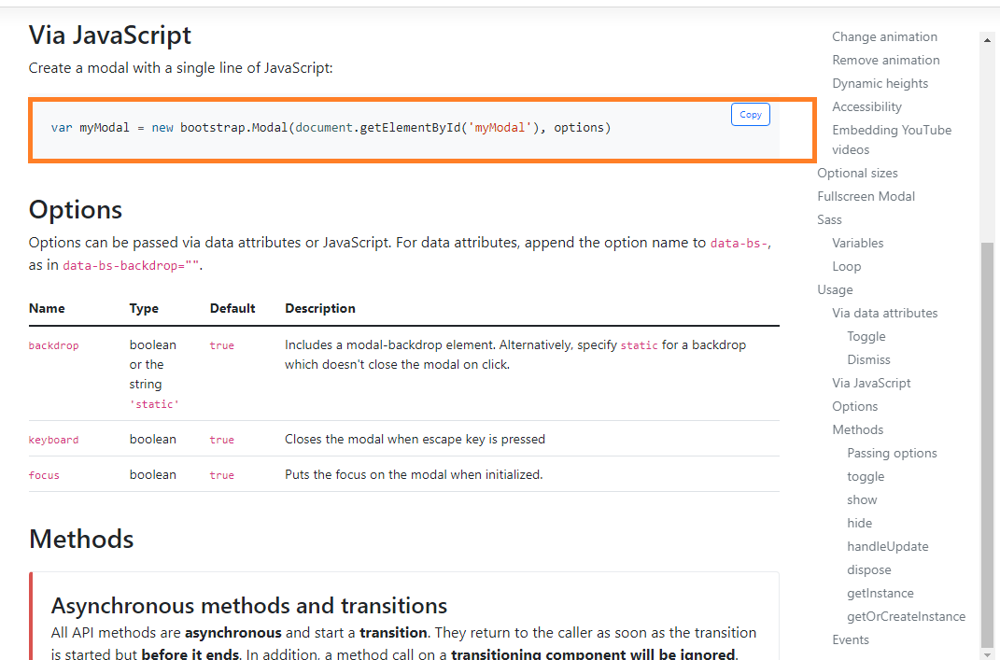 Via JavaScript
Create a modal with a single line of JavaScript:
var myModal = new bootstrap.Modal(document.getElementById('myModal'), options)
Copy
Options
Options can be passed via data attributes or JavaScript. For data attributes, append the option name to data-bs-,
as in data-bs-backdrop="".
Name Type Default Description
backdrop boolean true Includes a modal-backdrop element. Alternatively, specify static for a backdrop
or the which doesn't close the modal on click.
string
'static'
keyboard boolean true Closes the modal when escape key is pressed
focus boolean true Puts the focus on the modal when initialized.
Methods
Asynchronous methods and transitions
All API methods are asynchronous and start a transition. They return to the caller as soon as the transition
is started but before it ends. In addition, a method call on a transitioning component will be ignored.
Change animation
Remove animation
Dynamic heights
Accessibility
Embedding YouTube
videos
Optional sizes
Fullscreen Modal
Sass
Variables
Loop
Usage
Via data attributes
Toggle
Dismiss
Via JavaScript
Options
Methods
Passing options
toggle
show
hide
handleUpdate
dispose
getInstance
getOrCreateInstance
Events